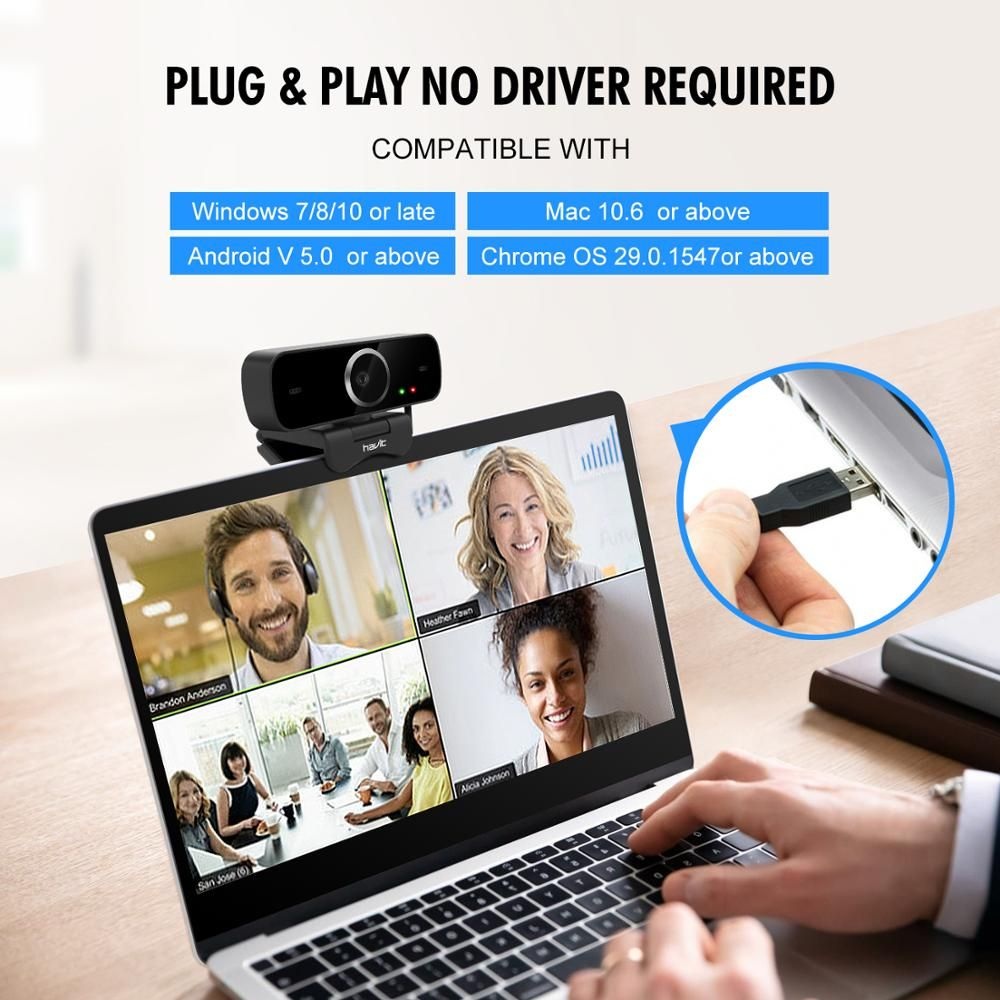 PLUG & PLAY NO DRIVER REQUIRED
COMPATIBLE WITH
Windows 7/8/10 or late
Mac 10.6  or above
Android V 5.0  or above
Chrome OS 29.0.1547or above
havit
Heather Fawn
Brandon Anderson
Alicia Johnson
San Jose (6)